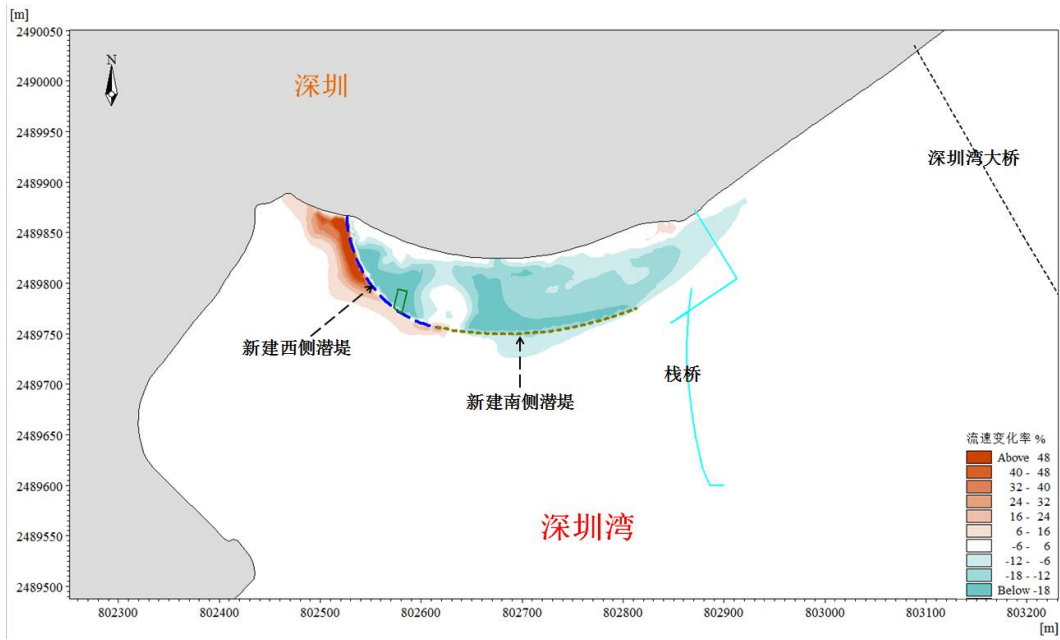 [m]
2490050
2490000
2489950
2489900
2489850
2489800
2489750
2489700
2489650
2489600
2489550
2489500
N
深圳
深圳湾大桥
新建西侧潜堤
新建南侧潜堤
栈桥
深圳湾
流速变化率 %
Above 48
40 - 48
32 - 40
24 - 32
16 - 24
6 - 16
-6 - 6
-12 - -6
-18 - -12
Below -18
802300 802400 802500 802600 802700 802800 802900 803000 803100 803200
[m]